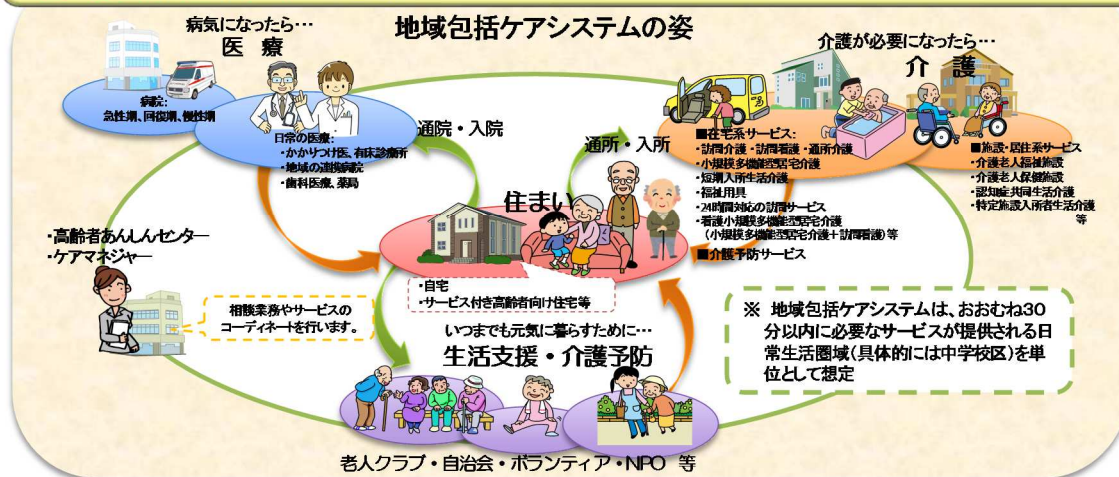 地域包括ケアシステムの姿
病気になったら…
医 療
病院:
急性期、回復期、慢性期
日常の医療:
・かかりつけ医、有床診療所
・地域の連携病院
・歯科医療、薬局
通院・入院
介護が必要になったら…
介 護
■在宅系サービス:
・訪問介護・訪問看護・通所介護
・小規模多機能型居宅介護
・短期入所生活介護
・福祉用具
・24時間対応の訪問サービス
・看護小規模多機能型居宅介護
(小規模多機能型居宅介護+訪問看護)等
■介護予防サービス
■施設・居住系サービス
・介護老人福祉施設
・介護老人保健施設
・認知症共同生活介護
・特定施設入所者生活介護
等
通所・入所
住まい
・自宅
・サービス付き高齢者向け住宅等
・高齢者あんしんセンター
・ケアマネジャー
相談業務やサービスの
コーディネートを行います。
いつまでも元気に暮らすために…
生活支援・介護予防
老人クラブ・自治会・ボランティア・NPO 等
※ 地域包括ケアシステムは、おおむね30
分以内に必要なサービスが提供される日
常生活圏域(具体的には中学校区)を単
位として想定